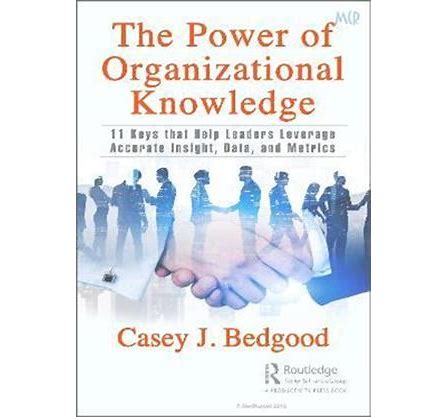 MCP
The Power of
Organizational
Knowledge
11 Keys that Help Leaders Leverage
Accurate Insight, Data, and Metrics
Casey J. Bedgood
Routledge
Taylor & Francis Group
A PRODUCTIVITY PRESS BOOK